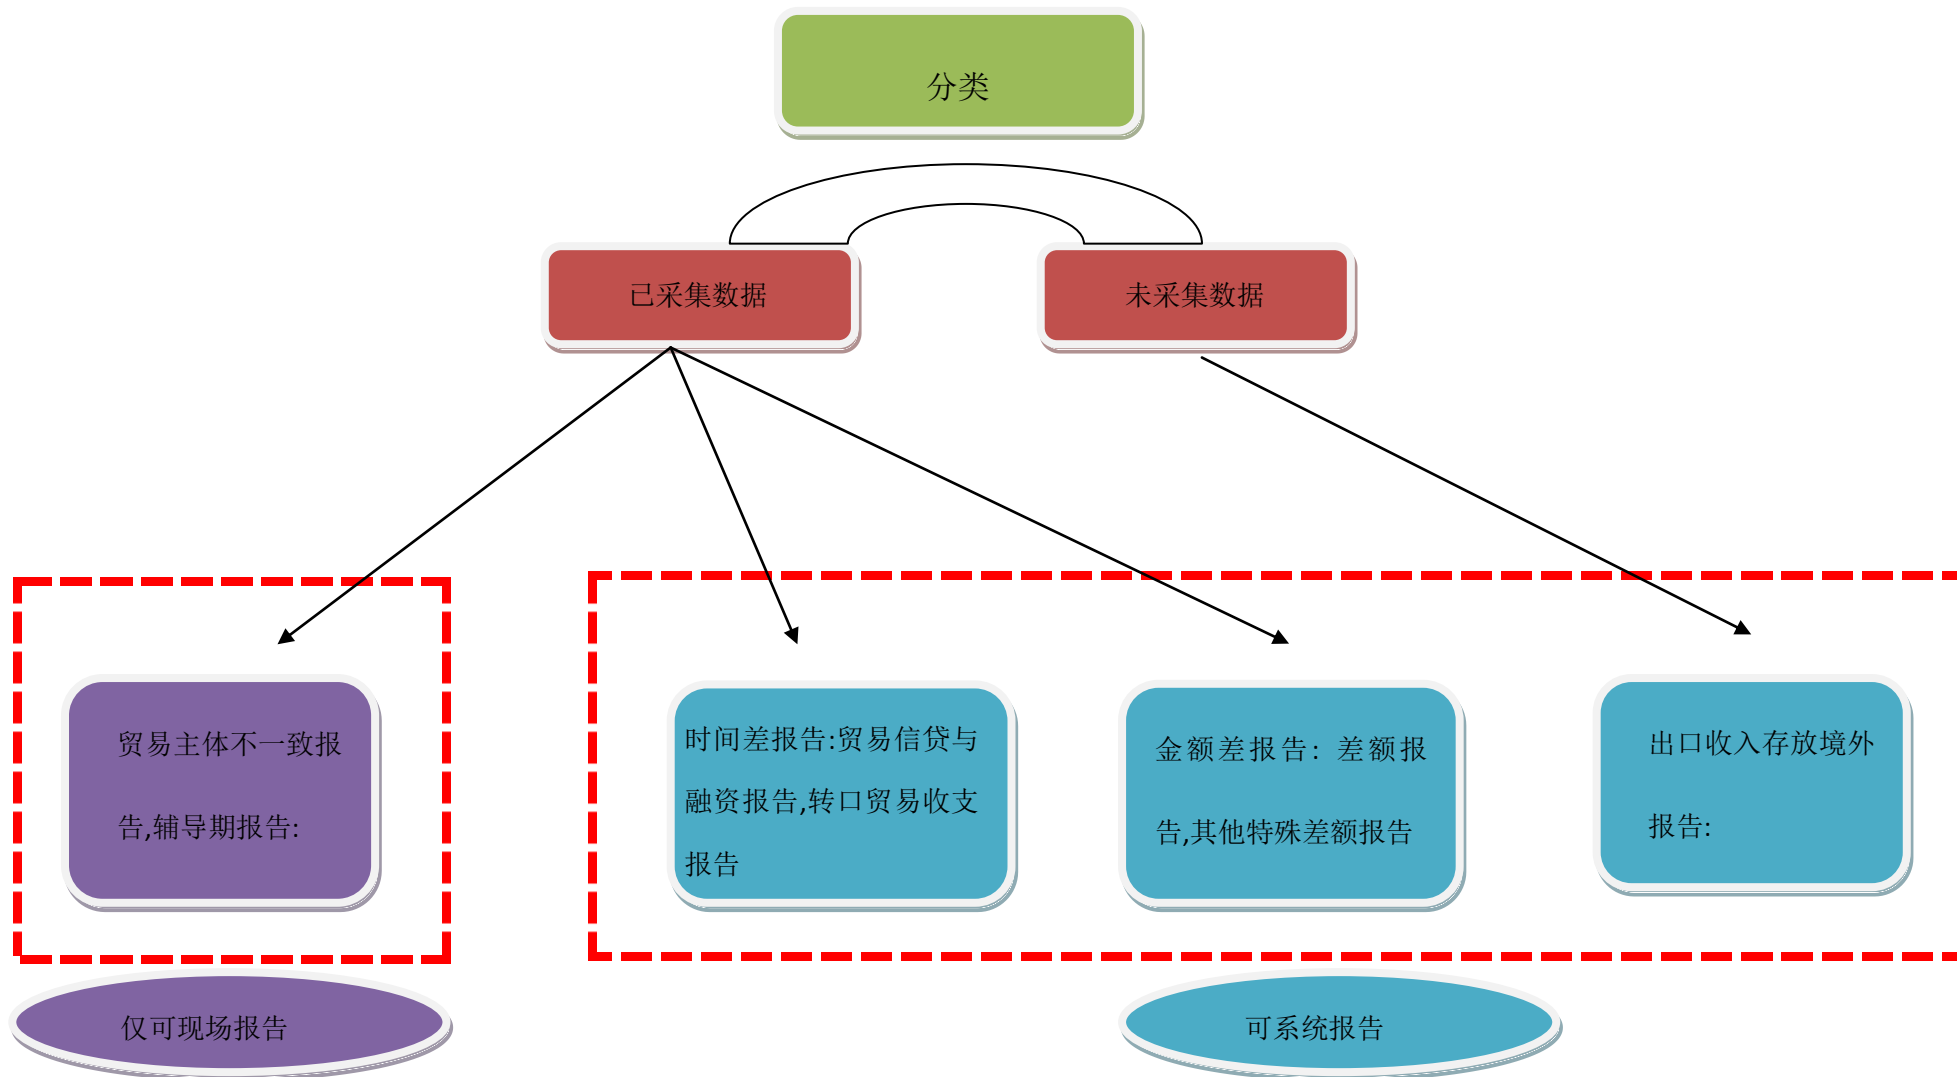 分类
已采集数据
未采集数据
贸易主体不一致报
告,辅导期报告:
时间差报告:贸易信贷与
融资报告,转口贸易收支
报告
金额差报告: 差额报
告,其他特殊差额报告
出口收入存放境外
报告:
仅可现场报告
可系统报告